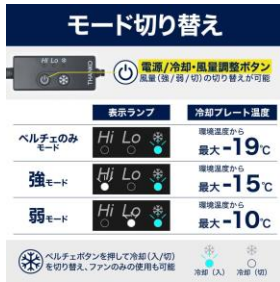 モード切り替え
Hi Lo
THANKO
電源/冷却・風量調整ボタン
風量(強/弱/切)の切り替えが可能
表示ランプ 冷却プレート温度
ペルチェのみ
モード
Hi Lo
環境温度から
最大-19℃
強モード
Hi Lo
環境温度から
最大-15℃
弱モード
Hi Lo
環境温度から
最大-10℃
ペルチェボタンを押して冷却(入/切)
を切り替え、ファンのみの使用も可能
冷却(入) 冷却(切)